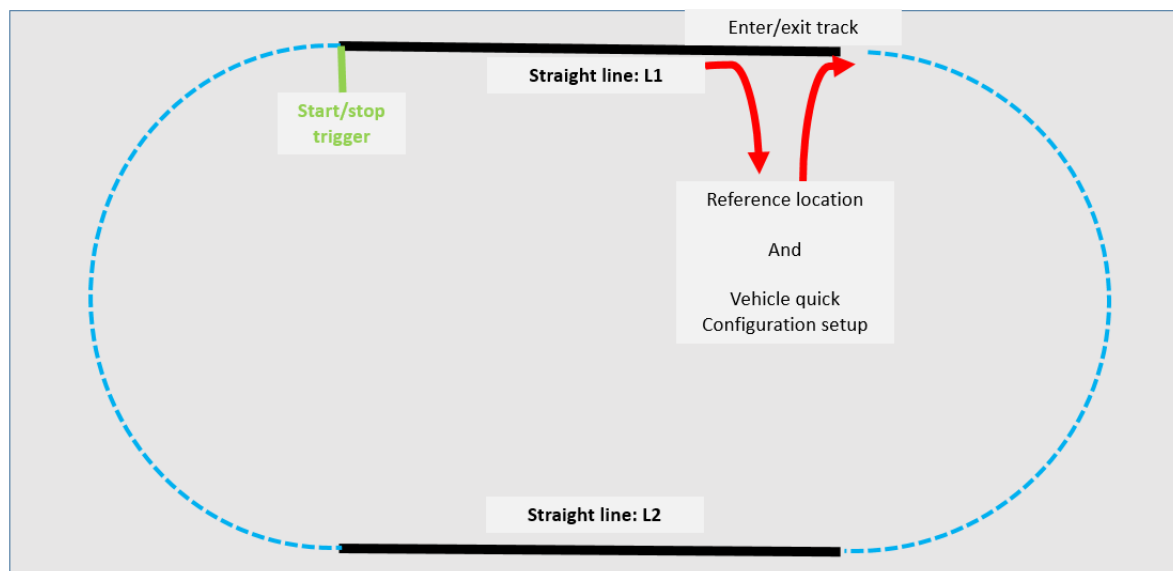 Enter/exit track
Straight line: L1
Start/stop
trigger
Reference location
And
Vehicle quick
Configuration setup
Straight line: L2